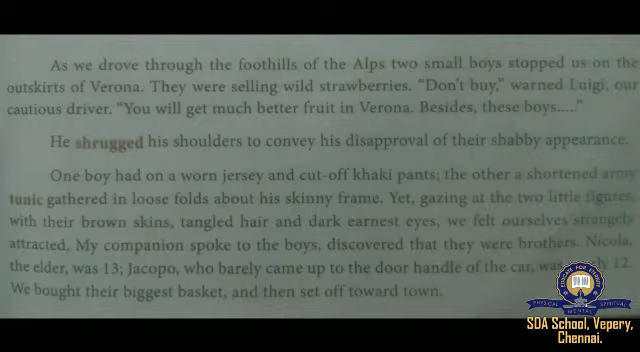 As we drove through the foothills of the Alps two small boys stopped us on the
outskirts of Verona. They were selling wild strawberries. “Don't buy,” warned Luigi, our
cautious driver. “You will get much better fruit in Verona. Besides, these boys.....”
He shrugged his shoulders to convey his disapproval of their shabby appearance.
One boy had on a worn jersey and cut-off khaki pants; the other a shortened army
tunic gathered in loose folds about his skinny frame. Yet, gazing at the two little figures,
with their brown skins, tangled hair and dark earnest eyes, we felt ourselves strangely
attracted. My companion spoke to the boys, discovered that they were brothers. Nicola,
the elder, was 13; Jacopo, who barely came up to the door handle of the car, was 12.
We bought their biggest basket, and then set off toward town.
EDUCATE FOR ETERNITY
PHYSICAL MENTAL SPIRITUAL
SDA School, Vepery,
Chennai.